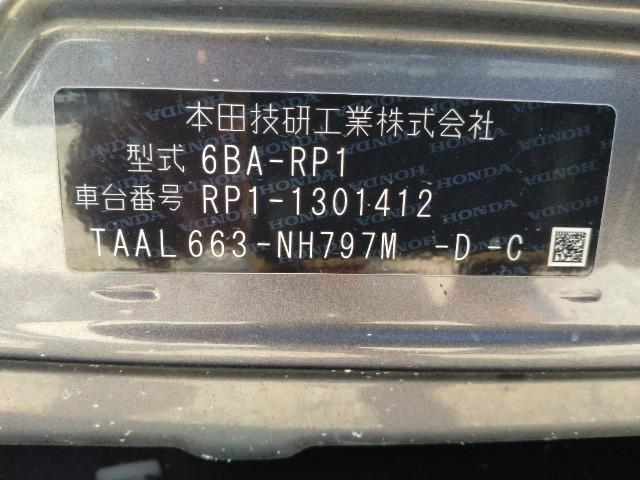 本田技研工業株式会社
型式 6BA-RP1
車台番号 RP1-1301412
TAAL663-NH797M -D-C